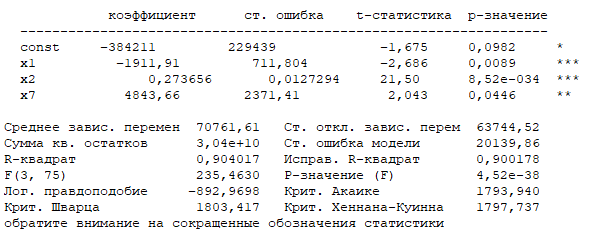 коэффициент ст. ошибка t-статистика p-значение
---------------------------------------------------------------
const −384211 229439 −1,675 0,0982 *
x1 −1911,91 711,804 −2,686 0,0089 ***
x2 0,273656 0,0127294 21,50 8,52e-034 ***
x7 4843,66 2371,41 2,043 0,0446 **
Среднее завис. перемен 70761,61 Ст. откл. завис. перем 63744,52
Сумма кв. остатков 3,04e+10 Ст. ошибка модели 20139,86
R-квадрат 0,904017 Исправ. R-квадрат 0,900178
F(3, 75) 235,4630 Р-значение (F) 4,52e-38
Лог. правдоподобие −892,9698 Крит. Акаике 1793,940
Крит. Шварца 1803,417 Крит. Хеннана-Куинна 1797,737
обратите внимание на сокращенные обозначения статистики